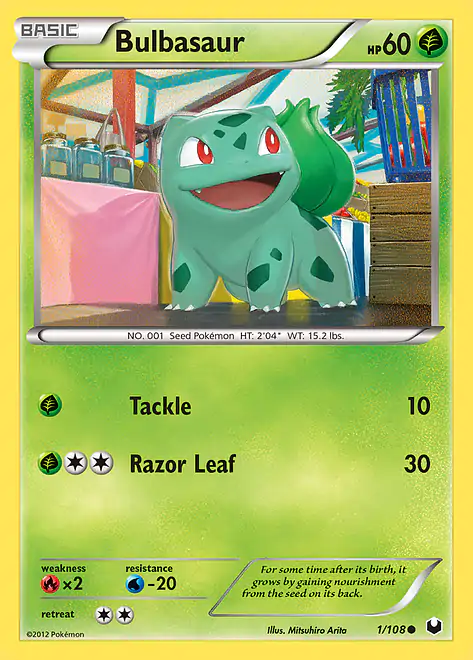 BASIC
Bulbasaur
HP60
NO. 001 Seed Pokémon HT: 2'04" WT: 15.2 lbs.
Tackle 10
Razor Leaf 30
weakness resistance
×2 -20
For some time after its birth, it
grows by gaining nourishment
from the seed on its back.
retreat
©2012 Pokémon Illus. Mitsuhiro Arita 1/108